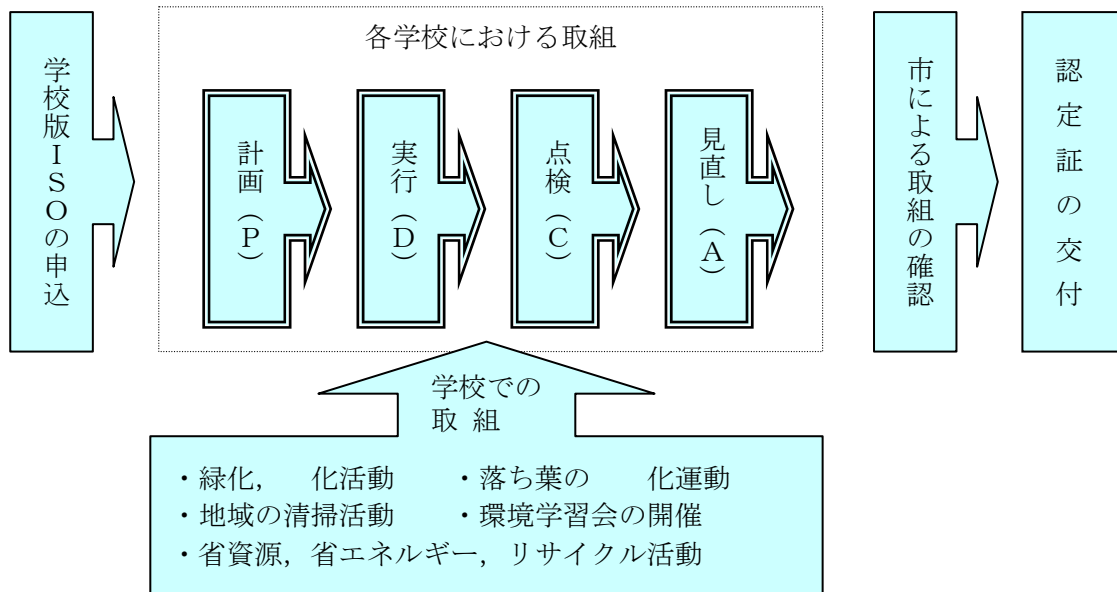 学校版ISOの申込
各学校における取組
計画(P)
実行(D)
点検(C)
見直し(A)
市による取組の確認
認定証の交付
学校での
取 組
・緑化, 化活動 ・落ち葉の 化運動
・地域の清掃活動 ・環境学習会の開催
・省資源, 省エネルギー, リサイクル活動